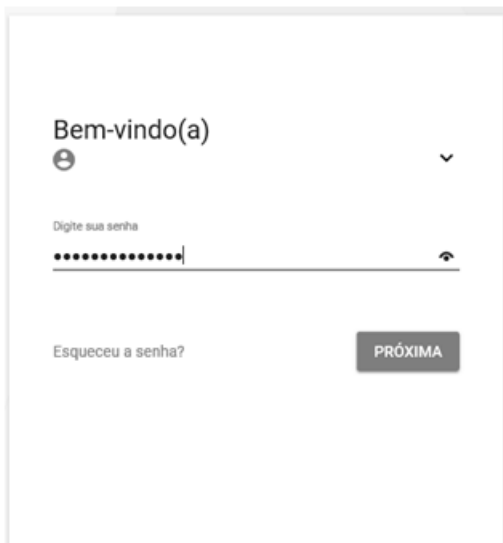 Bem-vindo(a)
Digite sua senha
••••••••••••••
Esqueceu a senha?
PRÓXIMA